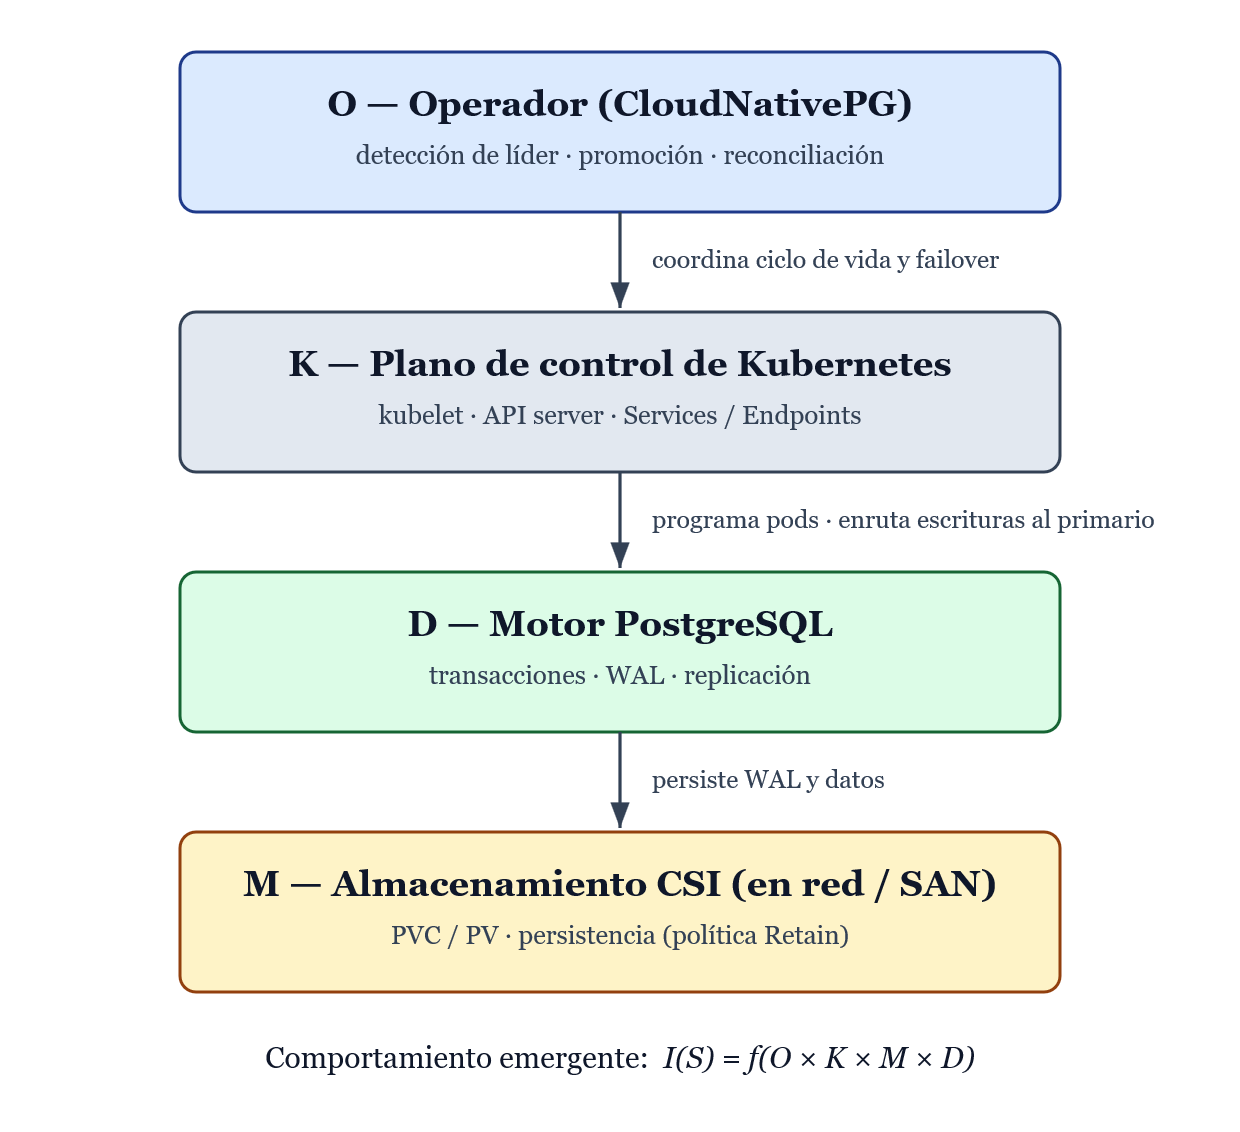 O — Operador (CloudNativePG)
detección de líder · promoción · reconciliación
coordina ciclo de vida y failover
K — Plano de control de Kubernetes
kubelet · API server · Services / Endpoints
programa pods · enruta escrituras al primario
D — Motor PostgreSQL
transacciones · WAL · replicación
persiste WAL y datos
M — Almacenamiento CSI (en red / SAN)
PVC / PV · persistencia (política Retain)
Comportamiento emergente: I(S) = f(O × K × M × D)